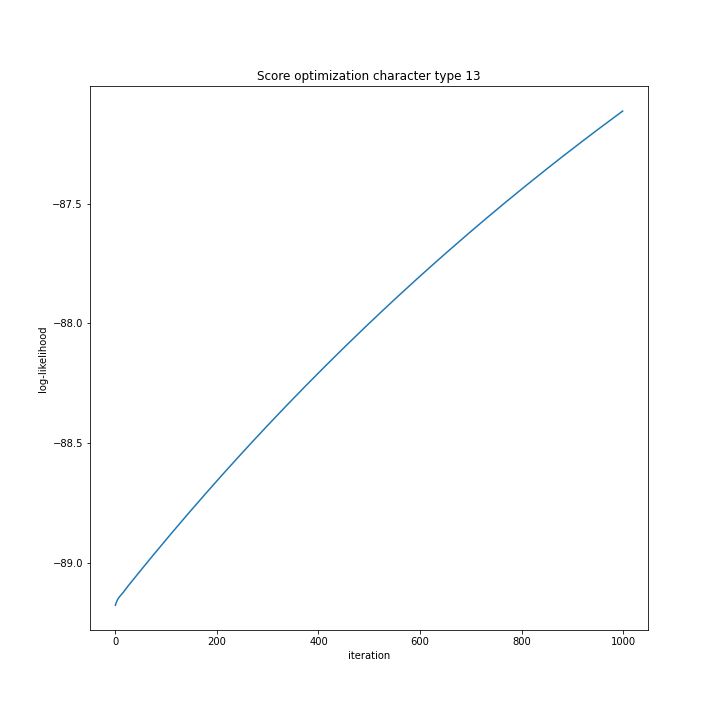 Score optimization character type 13
log-likelihood
−87.5
−88.0
−88.5
−89.0
0 200 400 600 800 1000
iteration